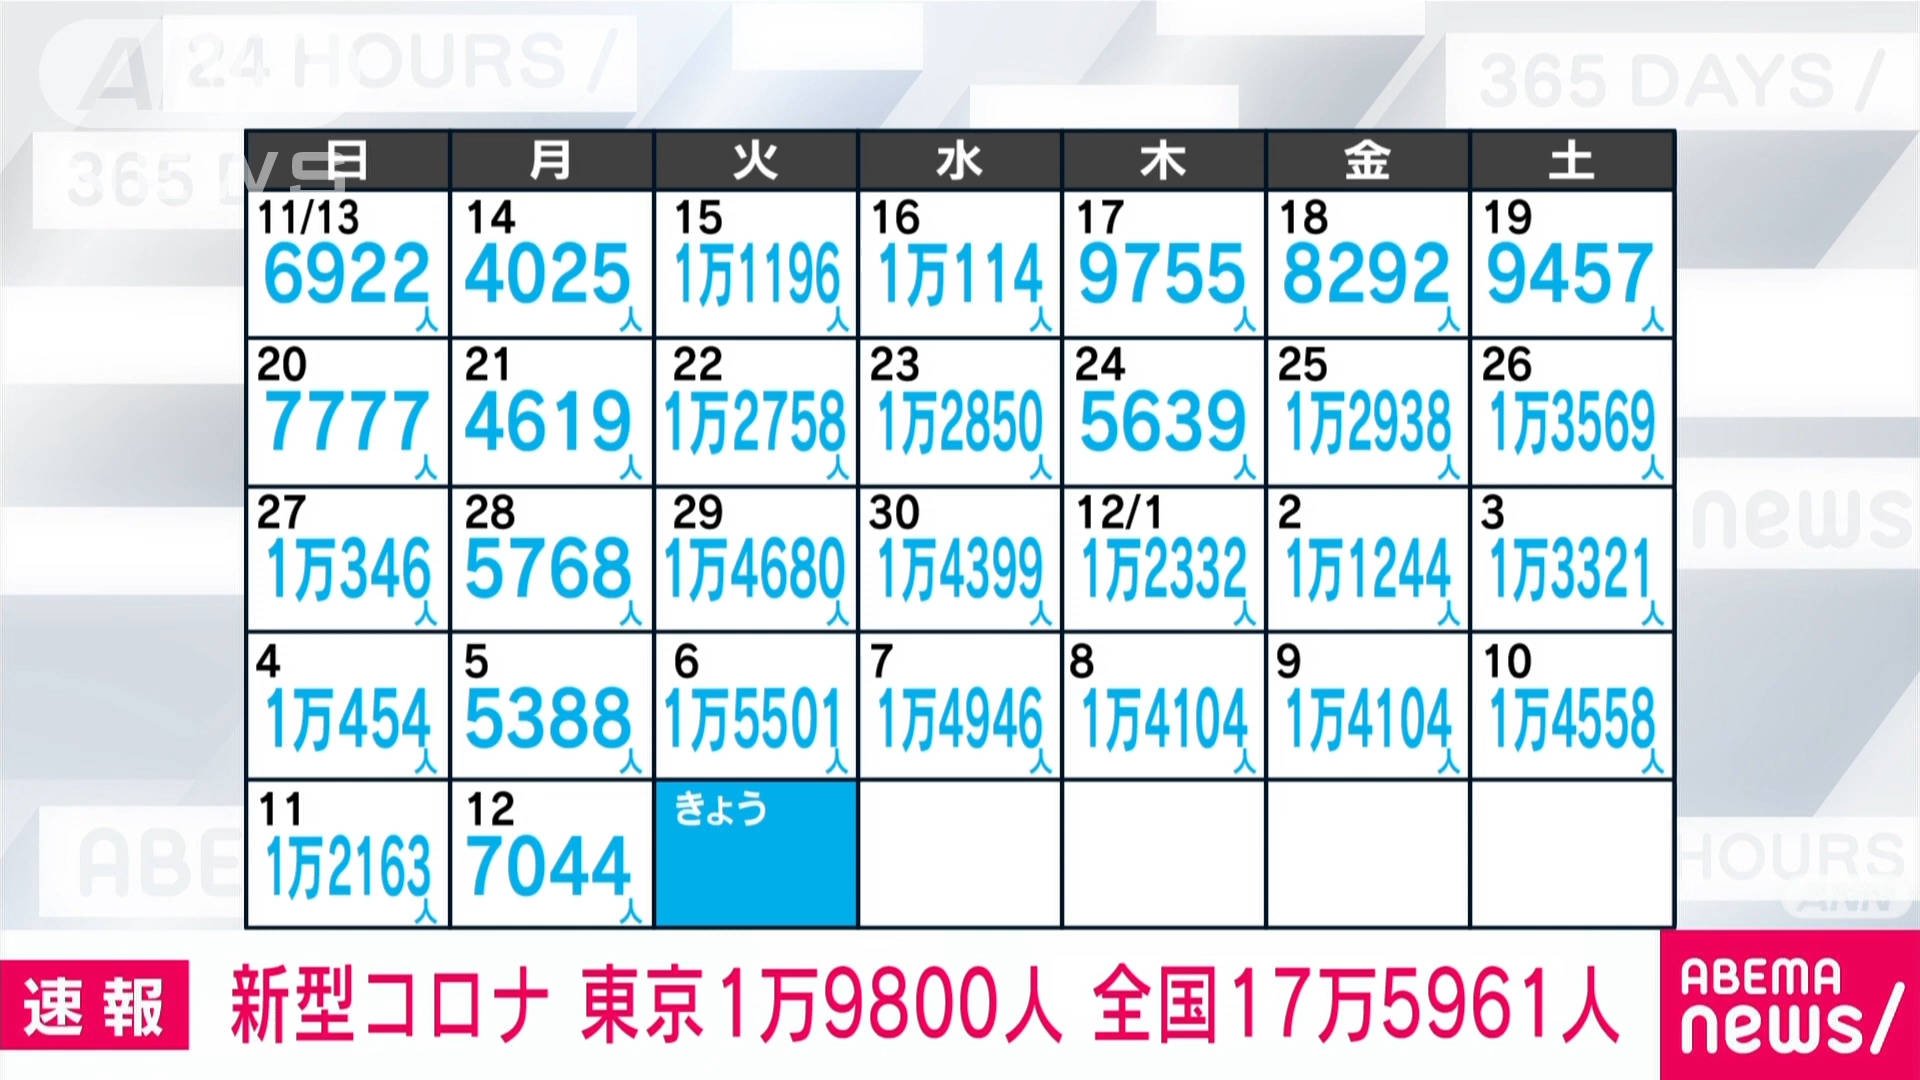 24 HOURS /
365 DAYS /
365 D
日 月 火 水 木 金 土
11/13 14 15 16 17 18 19
6922人 4025人 1万1196人 1万114人 9755人 8292人 9457人
20 21 22 23 24 25 26
7777人 4619人 1万2758人 1万2850人 5639人 1万2938人 1万3569人
27 28 29 30 12/1 2 3
1万346人 5768人 1万4680人 1万4399人 1万2332人 1万1244人 1万3321人
news/
4 5 6 7 8 9 10
1万454人 5388人 1万5501人 1万4946人 1万4104人 1万4104人 1万4558人
11 12 きょう
1万2163人 7044人
ABE
HOURS
ANN
速報 新型コロナ 東京1万9800人 全国17万5961人
ABEMA
news/